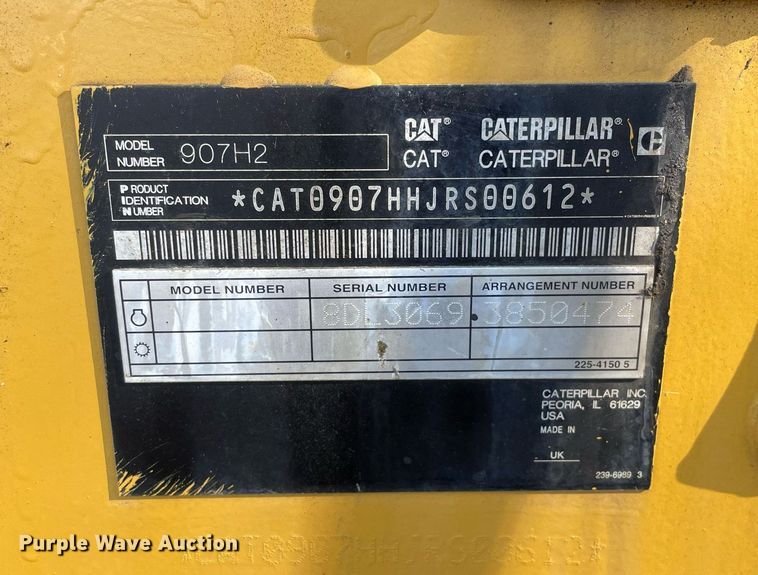 MODEL NUMBER 907H2
CAT CATERPILLAR® C
CAT® CATERPILLAR®
PRODUCT IDENTIFICATION NUMBER *CAT0907HHJRS00612*
MODEL NUMBER SERIAL NUMBER ARRANGEMENT NUMBER
8DL3069 3850474
225-4150 5
CATERPILLAR INC.
PEORIA, IL 61629
USA
MADE IN
UK
239-6989 3
Purple Wave Auction
*CAT0907HHJRS00612*